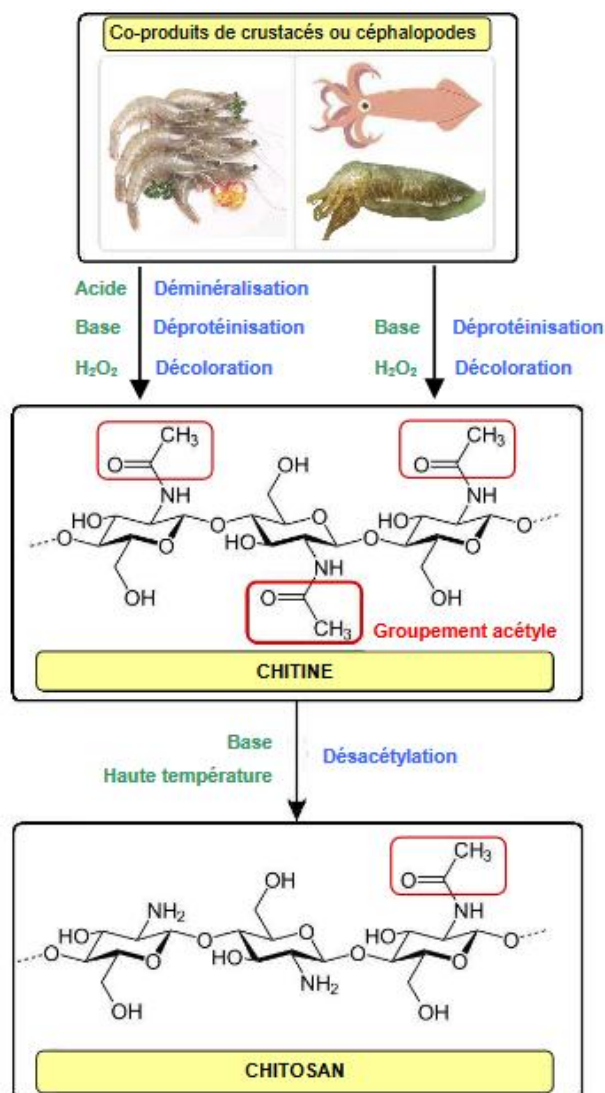 Co-produits de crustacés ou céphalopodes
Acide Déminéralisation
Base Déprotéinisation
H₂O₂ Décoloration
Base Déprotéinisation
H₂O₂ Décoloration
CH₃
O
NH
HO
O
O
OH
OH
O
HO
O
NH
O
CH₃
CH₃
O
NH
HO
O
O
OH
Groupement acétyle
CHITINE
Base
Haute température
Désacétylation
NH₂
HO
O
O
O
OH
OH
O
HO
NH₂
O
CH₃
O
NH
HO
O
O
OH
CHITOSAN